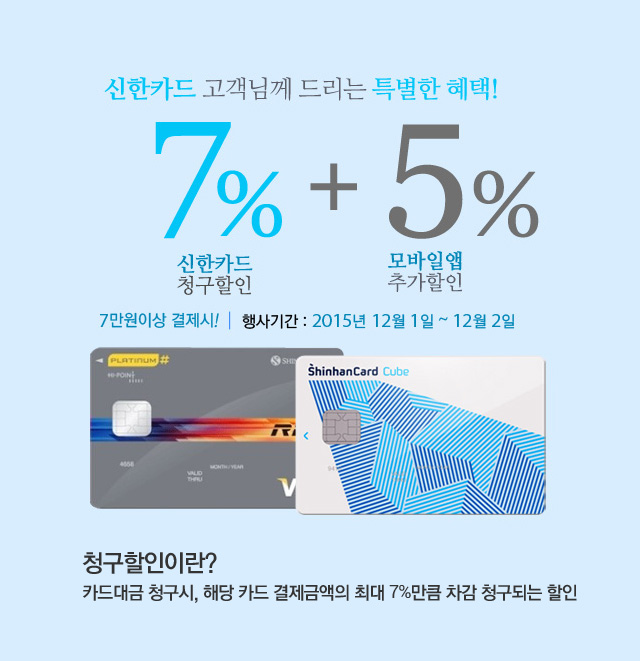 신한카드 고객님께 드리는 특별한 혜택!
7% + 5%
신한카드 모바일앱
청구할인 추가할인
7만원이상 결제시! | 행사기간 : 2015년 12월 1일 ~ 12월 2일
PLATINUM#
HI-POINT
4658
MONTH/YEAR
VALID
THRU
ShinhanCard Cube
청구할인이란?
카드대금 청구시, 해당 카드 결제금액의 최대 7%만큼 차감 청구되는 할인